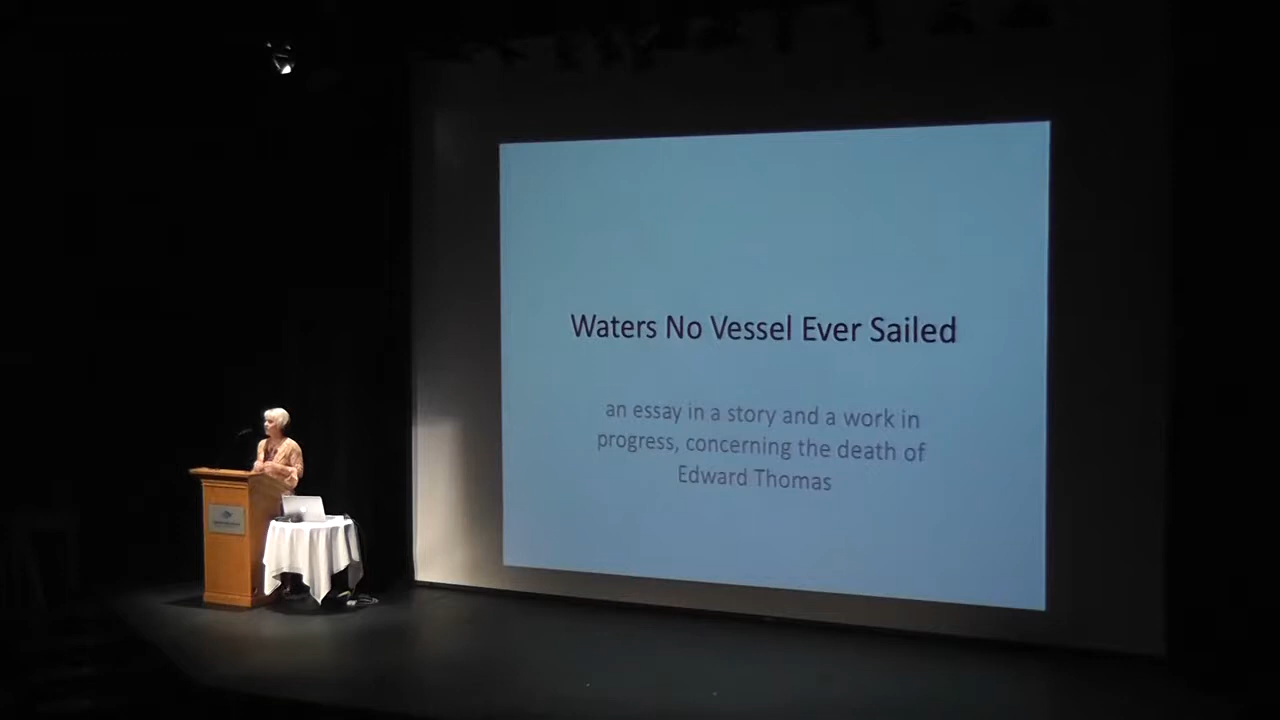 Waters No Vessel Ever Sailed
an essay in a story and a work in
progress, concerning the death of
Edward Thomas